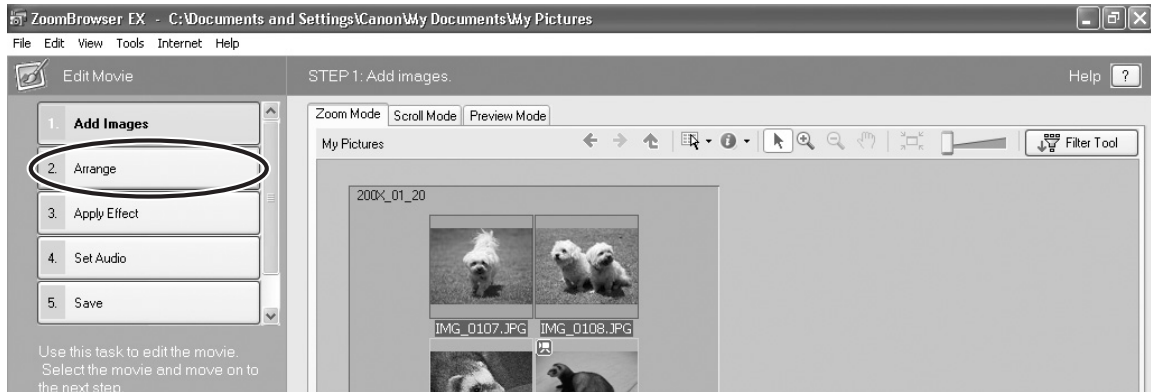 ZoomBrowser EX - C:\Documents and Settings\Canon\My Documents\My Pictures
File Edit View Tools Internet Help
Edit Movie
STEP 1: Add images.
Help ?
1. Add Images
2. Arrange
3. Apply Effect
4. Set Audio
5. Save
Use this task to edit the movie.
Select the movie and move on to
the next step.
Zoom Mode Scroll Mode Preview Mode
My Pictures
Filter Tool
200X_01_20
IMG_0107.JPG IMG_0108.JPG